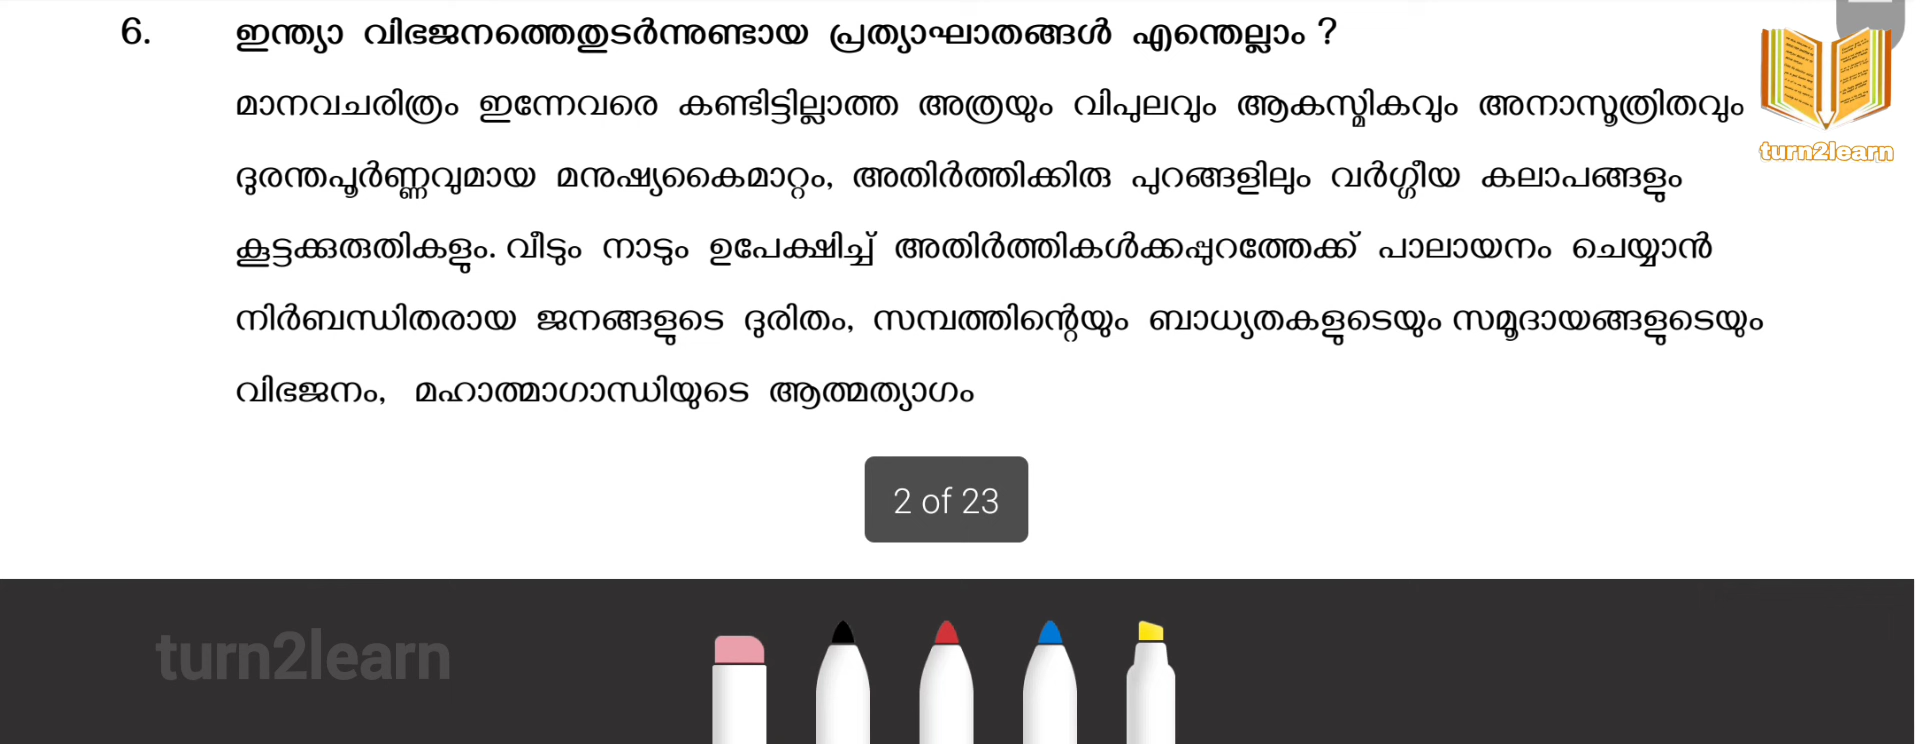 6. ഇന്ത്യാ വിഭജനത്തെതുടർന്നുണ്ടായ പ്രത്യാഘാതങ്ങൾ എന്തെല്ലാം ?
മാനവചരിത്രം ഇന്നേവരെ കണ്ടിട്ടില്ലാത്ത അത്രയും വിപുലവും ആകസ്മികവും അനാസൂത്രിതവും
ദുരന്തപൂർണ്ണവുമായ മനുഷ്യകൈമാറ്റം, അതിർത്തിക്കിരു പുറങ്ങളിലും വർഗ്ഗീയ കലാപങ്ങളും
കൂട്ടക്കുരുതികളും. വീടും നാടും ഉപേക്ഷിച്ച് അതിർത്തികൾക്കപ്പുറത്തേക്ക് പാലായനം ചെയ്യാൻ
നിർബന്ധിതരായ ജനങ്ങളുടെ ദുരിതം, സമ്പത്തിന്റെയും ബാധ്യതകളുടെയും സമൂദായങ്ങളുടെയും
വിഭജനം, മഹാത്മാഗാന്ധിയുടെ ആത്മത്യാഗം
turn2learn
2 of 23
turn2learn